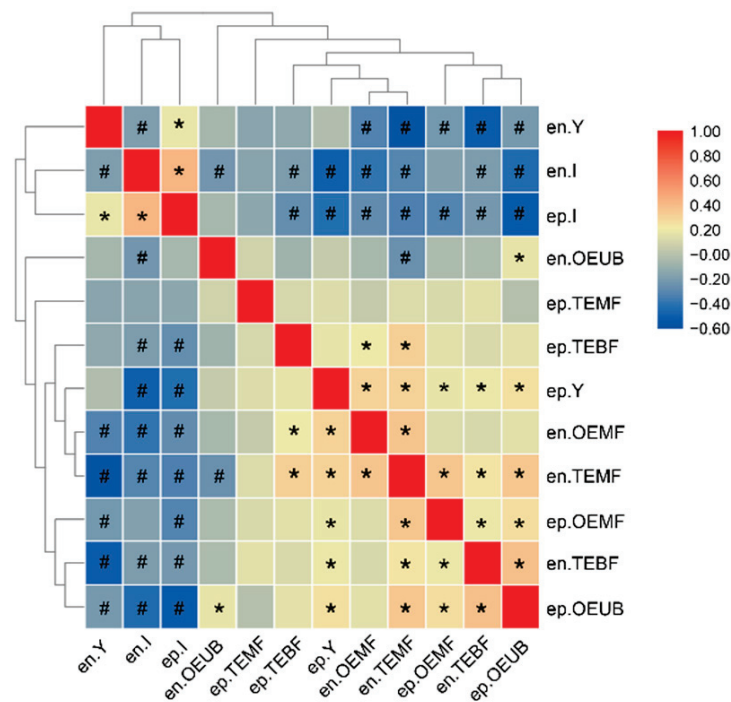 # * # # # # # en.Y
# * # # # # # # # en.I
* * # # # # # # # ep.I
# # * en.OEUB
ep.TEMF
# # * * ep.TEBF
# # * * * * * ep.Y
# # # * * * en.OEMF
# # # # * * * * * * en.TEMF
# # * * * * ep.OEMF
# # # * * * * en.TEBF
# # # * * * * * ep.OEUB
en.Y en.I ep.I en.OEUB ep.TEMF ep.TEBF ep.Y en.OEMF en.TEMF ep.OEMF en.TEBF ep.OEUB
1.00
0.80
0.60
0.40
0.20
−0.00
−0.20
−0.40
−0.60